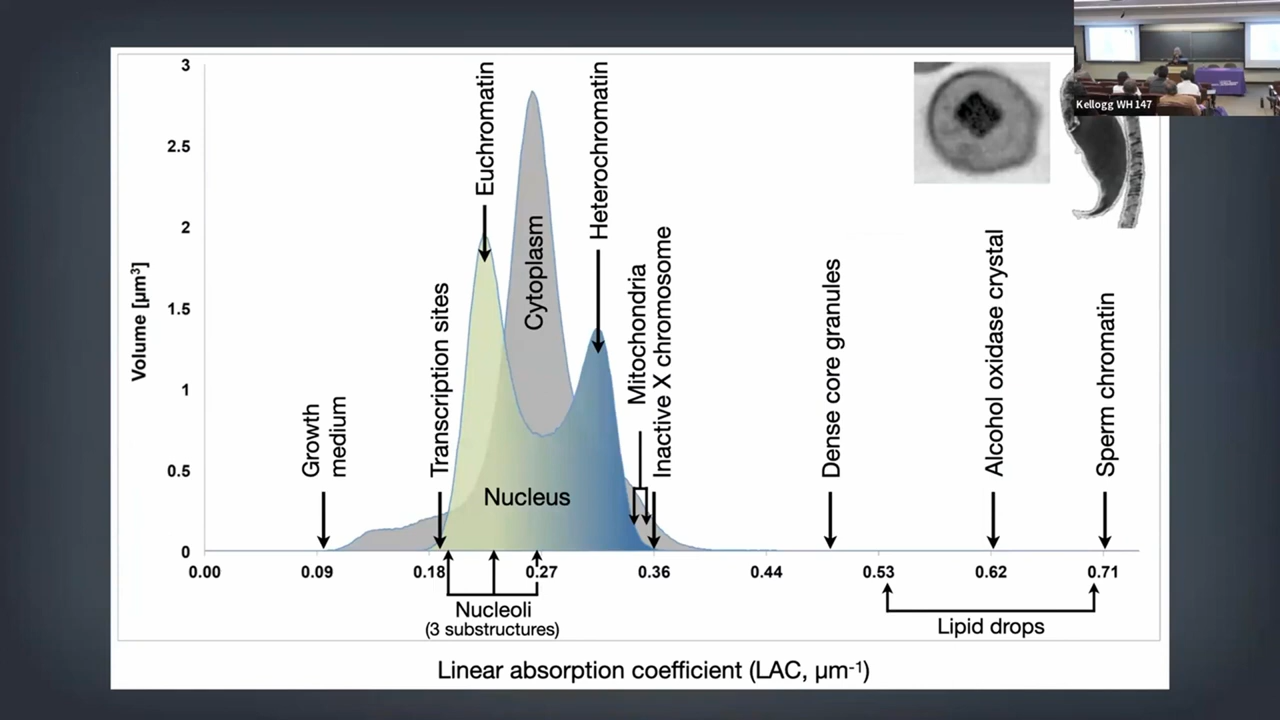 Kellogg WH 147
3
2.5
2
1.5
1
0.5
0
Volume [µm³]
Growth
medium
Transcription sites
Euchromatin
Cytoplasm
Heterochromatin
Mitochondria
Inactive X chromosome
Dense core granules
Alcohol oxidase crystal
Sperm chromatin
Nucleus
0.00 0.09 0.18 0.27 0.36 0.44 0.53 0.62 0.71
Nucleoli
(3 substructures)
Lipid drops
Linear absorption coefficient (LAC, µm⁻¹)